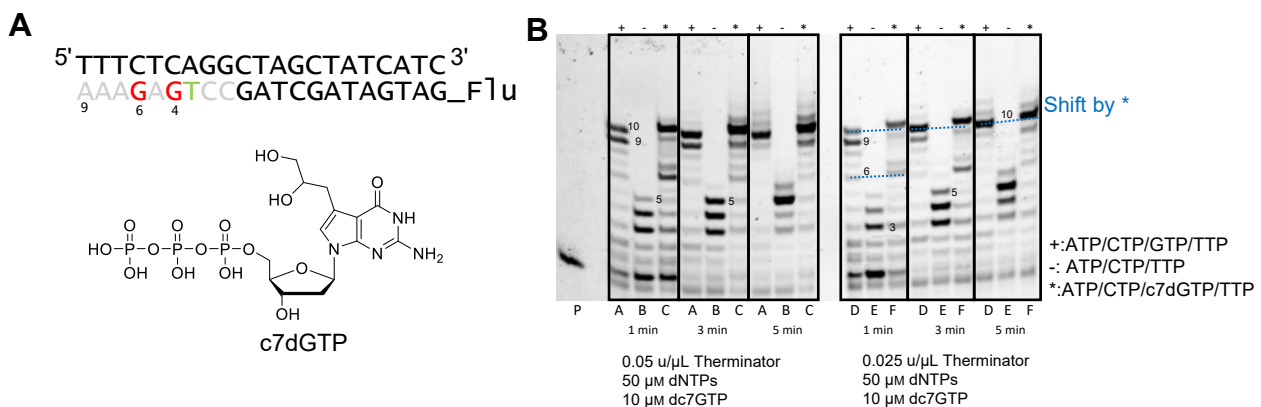 A
5' TTTCTCAGGCTAGCTATCATC 3'
AAAGAGTCCGATCGATAGTAG_Flu
9 6 4
HO
OH
O
NH
N
NH2
N
O O O
HO-P-O-P-O-P-O
OH OH OH
O
OH
c7dGTP
B
+ - * + - * + - * + - * + - * + - *
10
9
5
5
10
9
6
5
3
Shift by *
+:ATP/CTP/GTP/TTP
-: ATP/CTP/TTP
*:ATP/CTP/c7dGTP/TTP
P A B C A B C A B C D E F D E F D E F
1 min 3 min 5 min 1 min 3 min 5 min
0.05 u/µL Therminator
50 µM dNTPs
10 µM dc7GTP
0.025 u/µL Therminator
50 µM dNTPs
10 µM dc7GTP